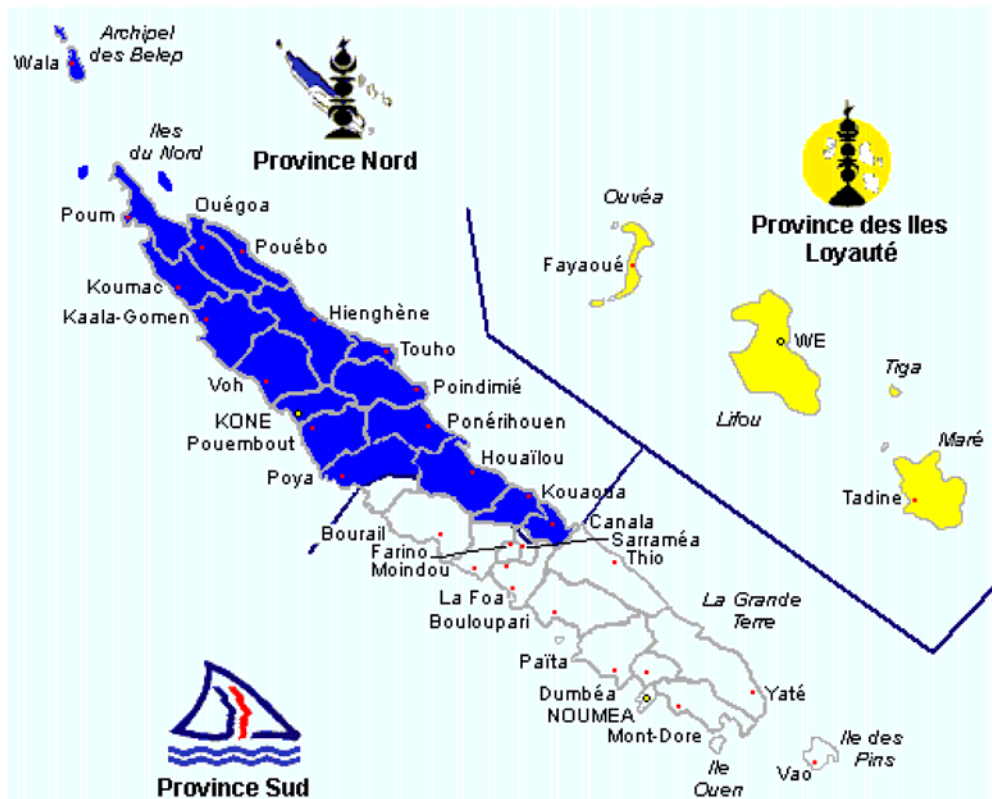 Archipel
des Belep
Wala
Iles
du Nord
Province Nord
Poum
Ouégoa
Pouébo
Koumac
Kaala-Gomen
Hienghène
Touho
Voh
Poindimié
KONE
Pouembout
Ponérihouen
Poya
Houaïlou
Kouaoua
Canala
Bourail
Sarraméa
Farino
Thio
Moindou
La Foa
Bouloupari
La Grande
Terre
Païta
Dumbéa
NOUMEA
Mont-Dore
Yaté
Ile
Ouen
Vao
Ile des
Pins
Ouvéa
Fayaoué
Province des Iles
Loyauté
WE
Lifou
Tiga
Maré
Tadine
Province Sud